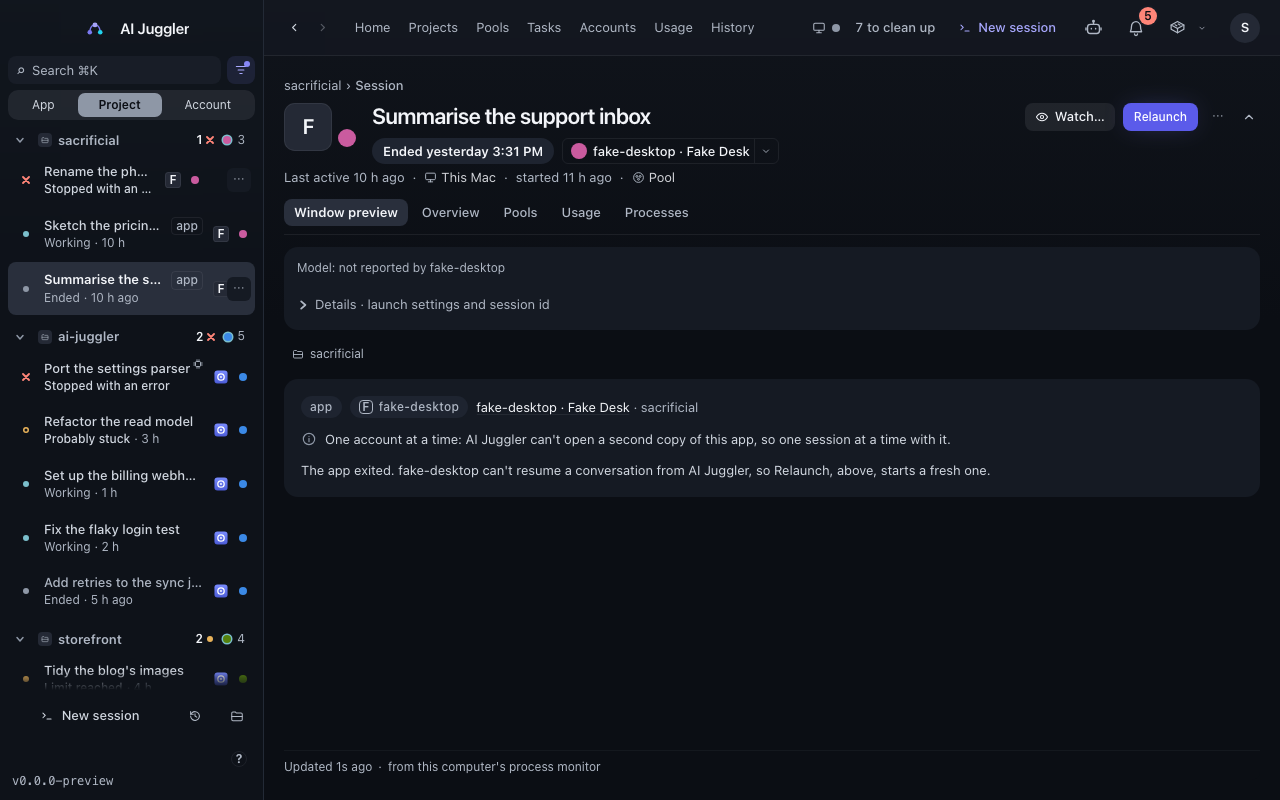 AI Juggler
Search ⌘K
App Project Account
sacrificial 1 3
Rename the ph...
Stopped with an ...
F
Sketch the pricin... app
Working · 10 h
F
Summarise the s... app
Ended · 10 h ago
F
ai-juggler 2 5
Port the settings parser
Stopped with an error
Refactor the read model
Probably stuck · 3 h
Set up the billing webh...
Working · 1 h
Fix the flaky login test
Working · 2 h
Add retries to the sync j...
Ended · 5 h ago
storefront 2 4
Tidy the blog's images
Limit reached · 4 h
New session
?
v0.0.0-preview
Home Projects Pools Tasks Accounts Usage History
7 to clean up
New session
5
S
sacrificial › Session
F
Summarise the support inbox
Watch...
Relaunch
Ended yesterday 3:31 PM
fake-desktop · Fake Desk
Last active 10 h ago · This Mac · started 11 h ago · Pool
Window preview Overview Pools Usage Processes
Model: not reported by fake-desktop
Details · launch settings and session id
sacrificial
app F fake-desktop fake-desktop · Fake Desk · sacrificial
One account at a time: AI Juggler can't open a second copy of this app, so one session at a time with it.
The app exited. fake-desktop can't resume a conversation from AI Juggler, so Relaunch, above, starts a fresh one.
Updated 1s ago · from this computer's process monitor